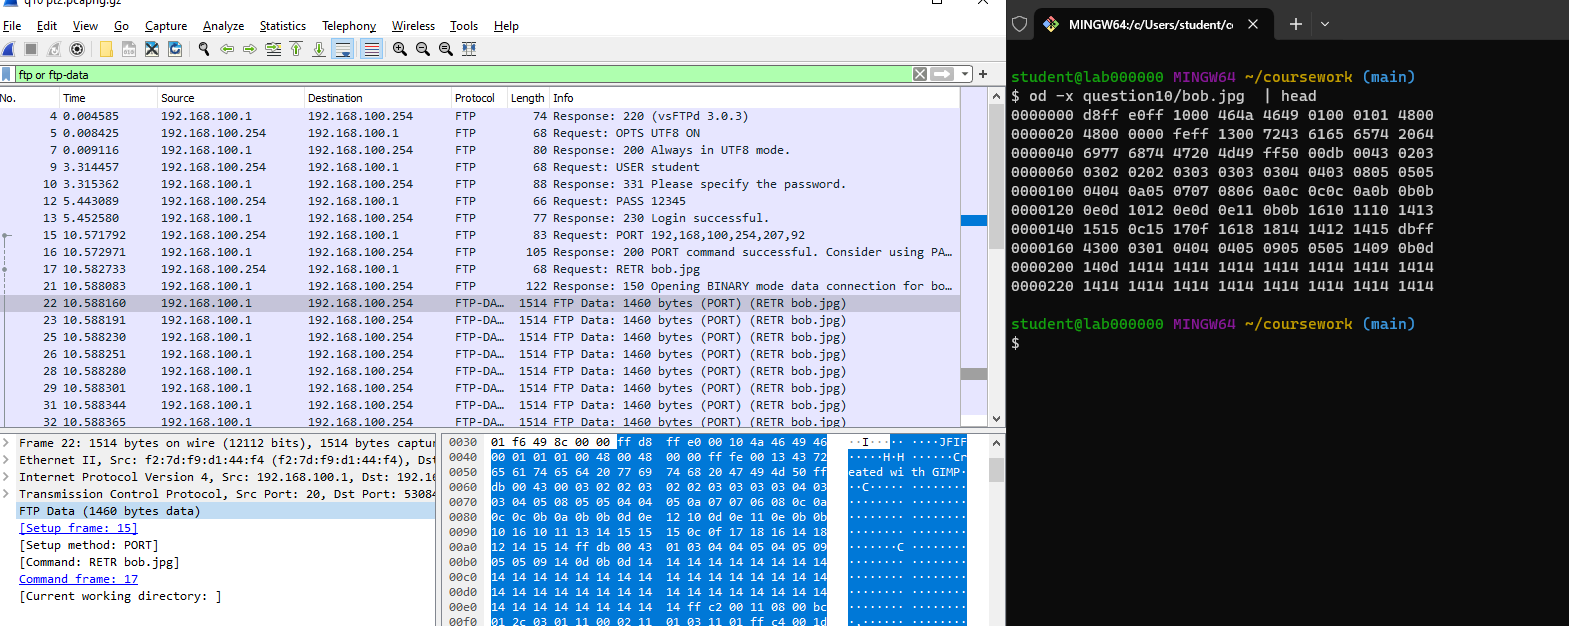 q10 pt2.pcapng.gz
File Edit View Go Capture Analyze Statistics Telephony Wireless Tools Help
ftp or ftp-data
No. Time Source Destination Protocol Length Info
4 0.004585 192.168.100.1 192.168.100.254 FTP 74 Response: 220 (vsFTPd 3.0.3)
5 0.008425 192.168.100.254 192.168.100.1 FTP 68 Request: OPTS UTF8 ON
7 0.009116 192.168.100.1 192.168.100.254 FTP 80 Response: 200 Always in UTF8 mode.
9 3.314457 192.168.100.254 192.168.100.1 FTP 68 Request: USER student
10 3.315362 192.168.100.1 192.168.100.254 FTP 88 Response: 331 Please specify the password.
12 5.443089 192.168.100.254 192.168.100.1 FTP 66 Request: PASS 12345
13 5.452580 192.168.100.1 192.168.100.254 FTP 77 Response: 230 Login successful.
15 10.571792 192.168.100.254 192.168.100.1 FTP 83 Request: PORT 192,168,100,254,207,92
16 10.572971 192.168.100.1 192.168.100.254 FTP 105 Response: 200 PORT command successful. Consider using PA…
17 10.582733 192.168.100.254 192.168.100.1 FTP 68 Request: RETR bob.jpg
21 10.588083 192.168.100.1 192.168.100.254 FTP 122 Response: 150 Opening BINARY mode data connection for bo…
22 10.588160 192.168.100.1 192.168.100.254 FTP-DA… 1514 FTP Data: 1460 bytes (PORT) (RETR bob.jpg)
23 10.588191 192.168.100.1 192.168.100.254 FTP-DA… 1514 FTP Data: 1460 bytes (PORT) (RETR bob.jpg)
25 10.588230 192.168.100.1 192.168.100.254 FTP-DA… 1514 FTP Data: 1460 bytes (PORT) (RETR bob.jpg)
26 10.588251 192.168.100.1 192.168.100.254 FTP-DA… 1514 FTP Data: 1460 bytes (PORT) (RETR bob.jpg)
28 10.588280 192.168.100.1 192.168.100.254 FTP-DA… 1514 FTP Data: 1460 bytes (PORT) (RETR bob.jpg)
29 10.588301 192.168.100.1 192.168.100.254 FTP-DA… 1514 FTP Data: 1460 bytes (PORT) (RETR bob.jpg)
31 10.588344 192.168.100.1 192.168.100.254 FTP-DA… 1514 FTP Data: 1460 bytes (PORT) (RETR bob.jpg)
32 10.588365 192.168.100.1 192.168.100.254 FTP-DA… 1514 FTP Data: 1460 bytes (PORT) (RETR bob.jpg)
Frame 22: 1514 bytes on wire (12112 bits), 1514 bytes captur
Ethernet II, Src: f2:7d:f9:d1:44:f4 (f2:7d:f9:d1:44:f4), Dst
Internet Protocol Version 4, Src: 192.168.100.1, Dst: 192.16
Transmission Control Protocol, Src Port: 20, Dst Port: 53084
FTP Data (1460 bytes data)
[Setup frame: 15]
[Setup method: PORT]
[Command: RETR bob.jpg]
Command frame: 17
[Current working directory: ]
0030 01 f6 49 8c 00 00 ff d8 ff e0 00 10 4a 46 49 46 ··I····· ····JFIF
0040 00 01 01 01 00 48 00 48 00 00 ff fe 00 13 43 72 ·····H·H ······Cr
0050 65 61 74 65 64 20 77 69 74 68 20 47 49 4d 50 ff eated wi th GIMP·
0060 db 00 43 00 03 02 02 03 02 02 03 03 03 03 04 03 ··C····· ········
0070 03 04 05 08 05 05 04 04 05 0a 07 07 06 08 0c 0a ········ ········
0080 0c 0c 0b 0a 0b 0b 0d 0e 12 10 0d 0e 11 0e 0b 0b ········ ········
0090 10 16 10 11 13 14 15 15 15 0c 0f 17 18 16 14 18 ········ ········
00a0 12 14 15 14 ff db 00 43 01 03 04 04 05 04 05 09 ·······C ········
00b0 05 05 09 14 0d 0b 0d 14 14 14 14 14 14 14 14 14 ········ ········
00c0 14 14 14 14 14 14 14 14 14 14 14 14 14 14 14 14 ········ ········
00d0 14 14 14 14 14 14 14 14 14 14 14 14 14 14 14 14 ········ ········
00e0 14 14 14 14 14 14 14 14 14 ff c2 00 11 08 00 bc ········ ········
00f0 01 2c 03 01 11 00 02 11 01 03 11 01 ff c4 00 1d ·,······ ········
MINGW64:/c/Users/student/co
student@lab000000 MINGW64 ~/coursework (main)
$ od -x question10/bob.jpg | head
0000000 d8ff e0ff 1000 464a 4649 0100 0101 4800
0000020 4800 0000 feff 1300 7243 6165 6574 2064
0000040 6977 6874 4720 4d49 ff50 00db 0043 0203
0000060 0302 0202 0303 0303 0304 0403 0805 0505
0000100 0404 0a05 0707 0806 0a0c 0c0c 0a0b 0b0b
0000120 0e0d 1012 0e0d 0e11 0b0b 1610 1110 1413
0000140 1515 0c15 170f 1618 1814 1412 1415 dbff
0000160 4300 0301 0404 0405 0905 0505 1409 0b0d
0000200 140d 1414 1414 1414 1414 1414 1414 1414
0000220 1414 1414 1414 1414 1414 1414 1414 1414
student@lab000000 MINGW64 ~/coursework (main)
$